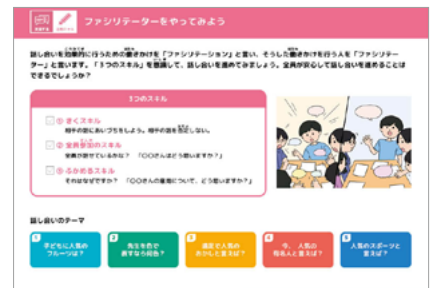 ファシリテーターをやってみよう
話し合いを効果的に行うための働きかけを「ファシリテーション」と言い、そうした働きかけを行う人を「ファシリテー
ター」と言います。「3つのスキル」を意識して、話し合いを進めてみましょう。全員が安心して話し合いを進めることは
できるでしょうか？
3つのスキル
① きくスキル
相手の話にあいづちをしよう。相手の話を否定しない。
② 全員参加のスキル
全員が話せているかな？ 「〇〇さんはどう思いますか？」
③ ふかめるスキル
それはなぜですか？ 「〇〇さんの意見について、どう思いますか？」
話し合いのテーマ
1
子どもに人気の
フルーツは？
2
先生を色で
表すなら何色？
3
遠足で人気の
おかしと言えば？
4
今、人気の
有名人と言えば？
5
人気のスポーツと
言えば？